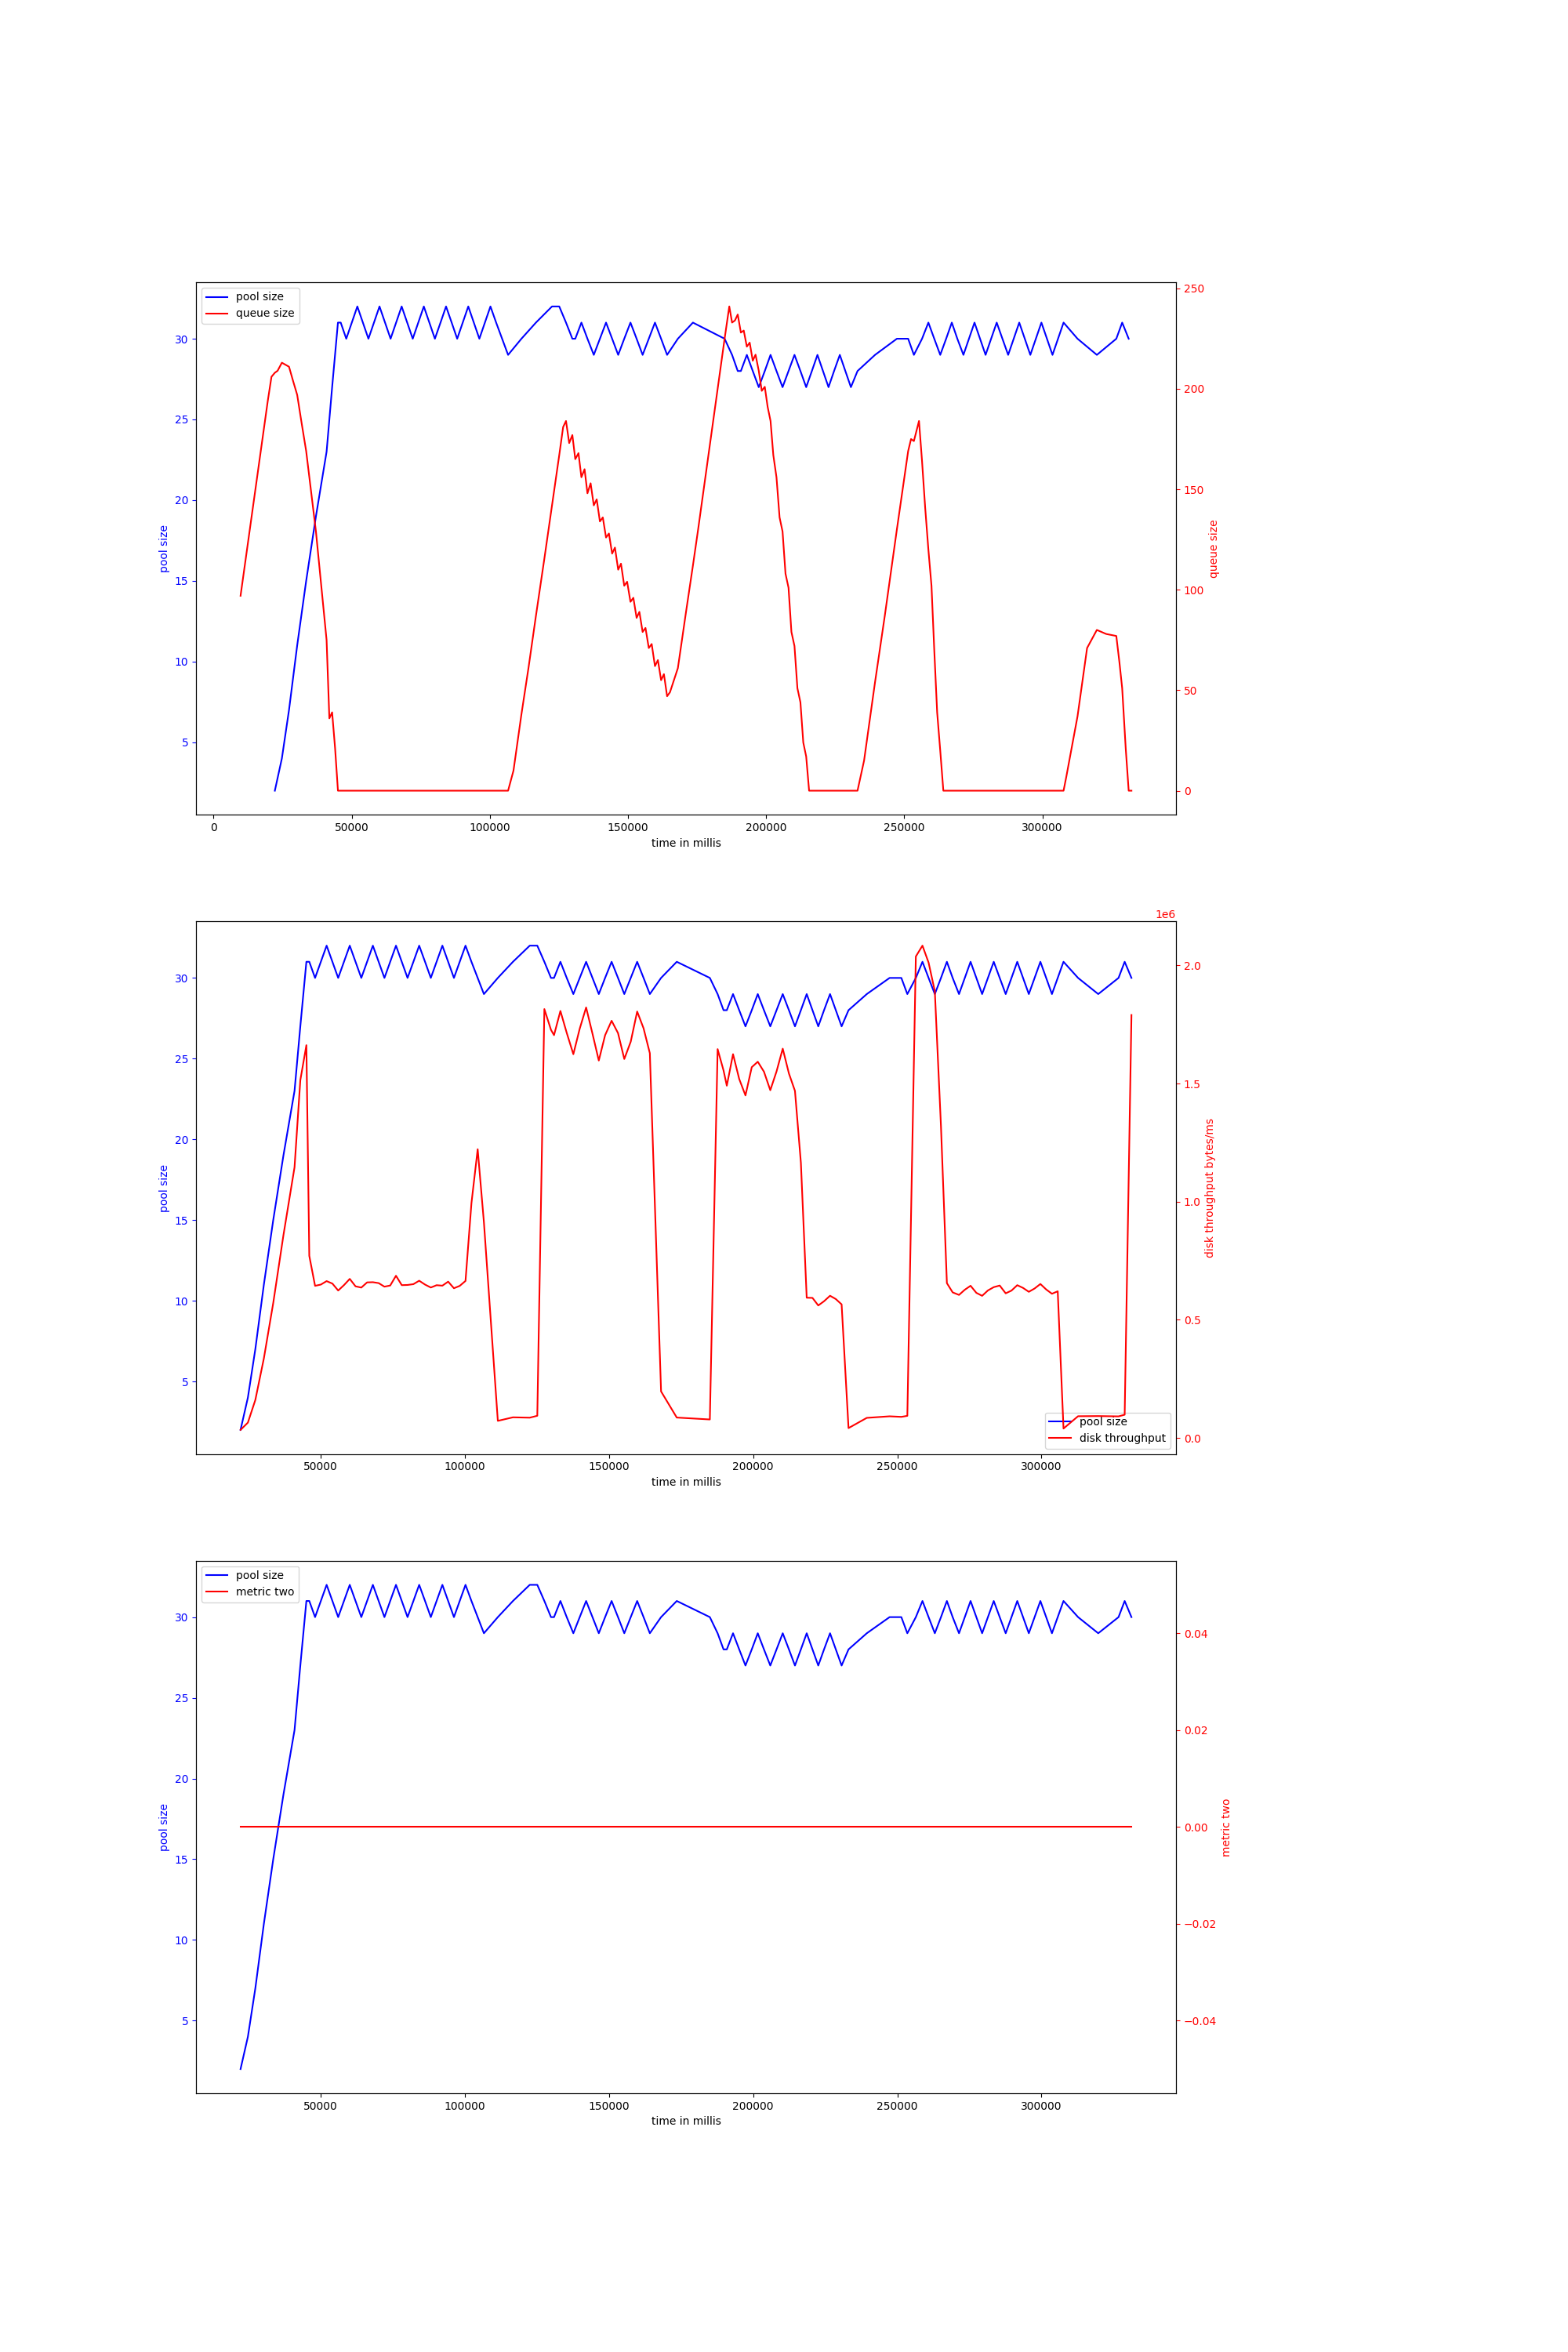 pool size
queue size
250
200
150
100
50
0
30
25
20
15
10
5
pool size
queue size
0 50000 100000 150000 200000 250000 300000
time in millis
1e6
30
25
20
15
10
5
pool size
2.0
1.5
1.0
0.5
0.0
disk throughput bytes/ms
pool size
disk throughput
50000 100000 150000 200000 250000 300000
time in millis
pool size
metric two
30
25
20
15
10
5
pool size
0.04
0.02
0.00
−0.02
−0.04
metric two
50000 100000 150000 200000 250000 300000
time in millis